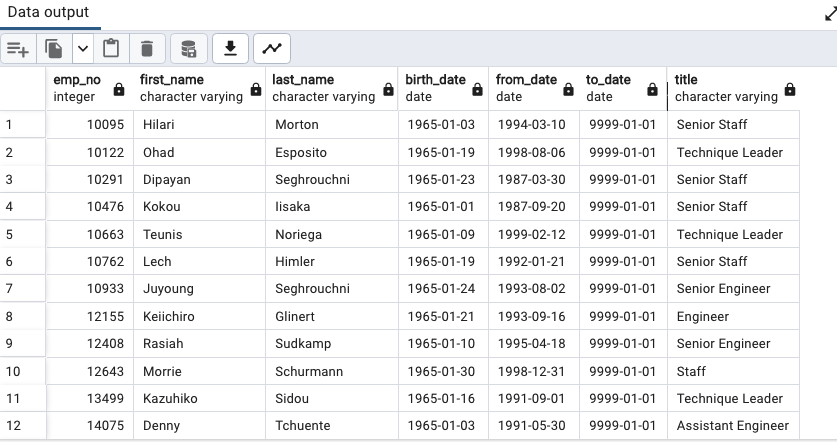 Data output
emp_no first_name last_name birth_date from_date to_date title
integer character varying character varying date date date character varying
1 10095 Hilari Morton 1965-01-03 1994-03-10 9999-01-01 Senior Staff
2 10122 Ohad Esposito 1965-01-19 1998-08-06 9999-01-01 Technique Leader
3 10291 Dipayan Seghrouchni 1965-01-23 1987-03-30 9999-01-01 Senior Staff
4 10476 Kokou Iisaka 1965-01-01 1987-09-20 9999-01-01 Senior Staff
5 10663 Teunis Noriega 1965-01-09 1999-02-12 9999-01-01 Technique Leader
6 10762 Lech Himler 1965-01-19 1992-01-21 9999-01-01 Senior Staff
7 10933 Juyoung Seghrouchni 1965-01-24 1993-08-02 9999-01-01 Senior Engineer
8 12155 Keiichiro Glinert 1965-01-21 1993-09-16 9999-01-01 Engineer
9 12408 Rasiah Sudkamp 1965-01-10 1995-04-18 9999-01-01 Senior Engineer
10 12643 Morrie Schurmann 1965-01-30 1998-12-31 9999-01-01 Staff
11 13499 Kazuhiko Sidou 1965-01-16 1991-09-01 9999-01-01 Technique Leader
12 14075 Denny Tchuente 1965-01-03 1991-05-30 9999-01-01 Assistant Engineer